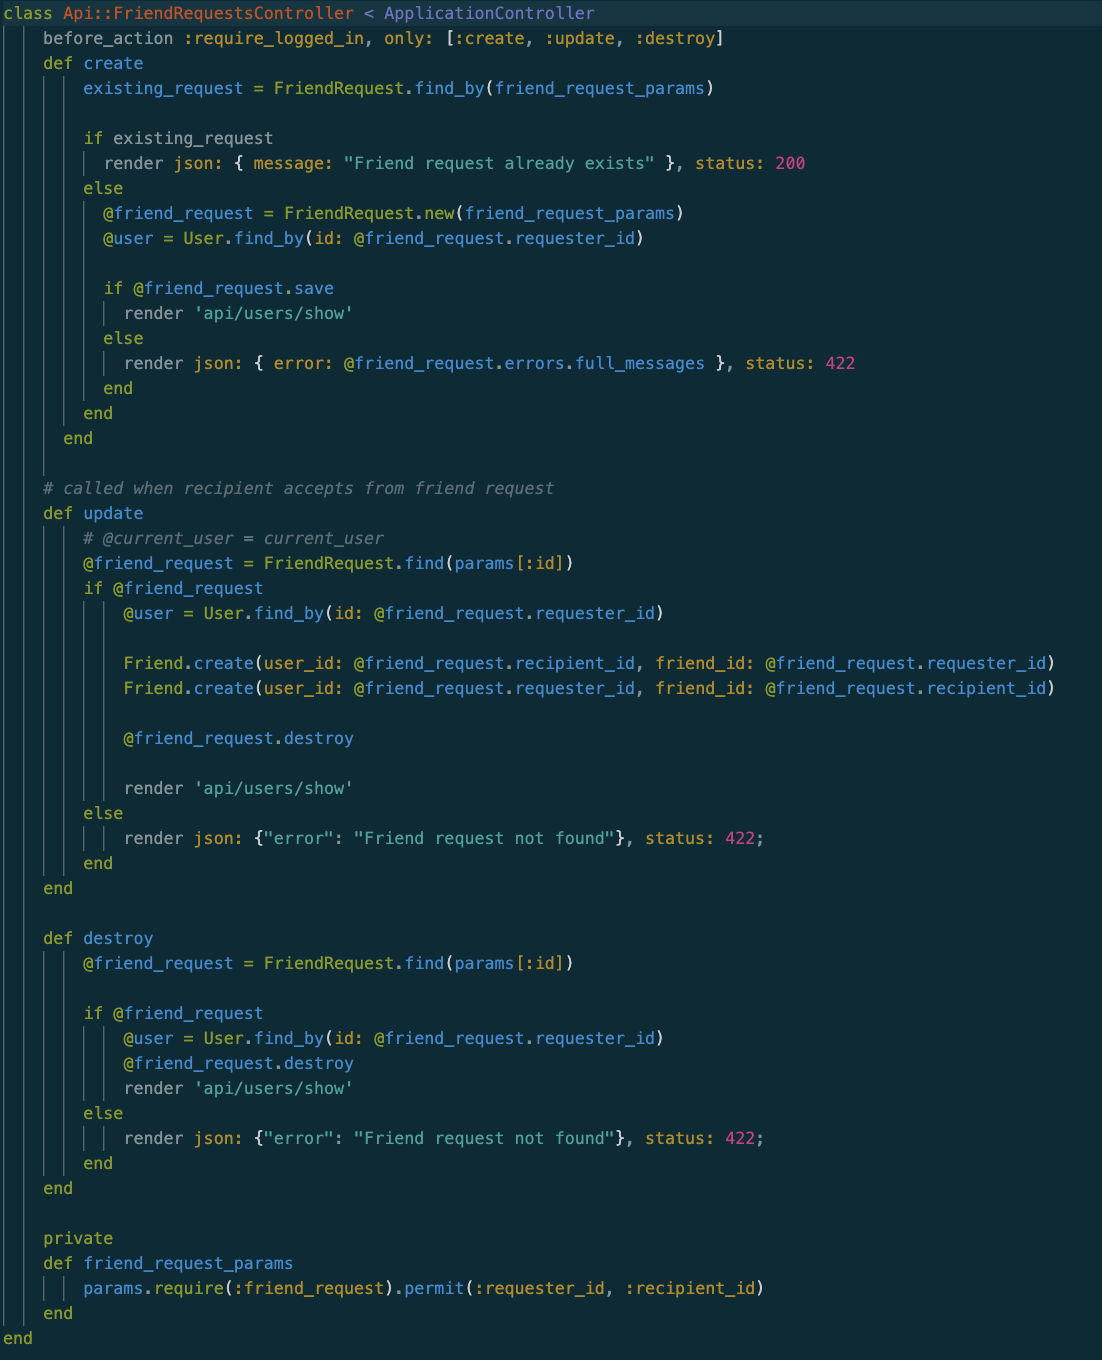 class Api::FriendRequestsController < ApplicationController
    before_action :require_logged_in, only: [:create, :update, :destroy]
    def create
        existing_request = FriendRequest.find_by(friend_request_params)

        if existing_request
          render json: { message: "Friend request already exists" }, status: 200
        else
          @friend_request = FriendRequest.new(friend_request_params)
          @user = User.find_by(id: @friend_request.requester_id)

          if @friend_request.save
            render 'api/users/show'
          else
            render json: { error: @friend_request.errors.full_messages }, status: 422
          end
        end
      end

    # called when recipient accepts from friend request
    def update
        # @current_user = current_user
        @friend_request = FriendRequest.find(params[:id])
        if @friend_request
            @user = User.find_by(id: @friend_request.requester_id)

            Friend.create(user_id: @friend_request.recipient_id, friend_id: @friend_request.requester_id)
            Friend.create(user_id: @friend_request.requester_id, friend_id: @friend_request.recipient_id)

            @friend_request.destroy

            render 'api/users/show'
        else
            render json: {"error": "Friend request not found"}, status: 422;
        end
    end

    def destroy
        @friend_request = FriendRequest.find(params[:id])

        if @friend_request
            @user = User.find_by(id: @friend_request.requester_id)
            @friend_request.destroy
            render 'api/users/show'
        else
            render json: {"error": "Friend request not found"}, status: 422;
        end
    end

    private
    def friend_request_params
        params.require(:friend_request).permit(:requester_id, :recipient_id)
    end
end